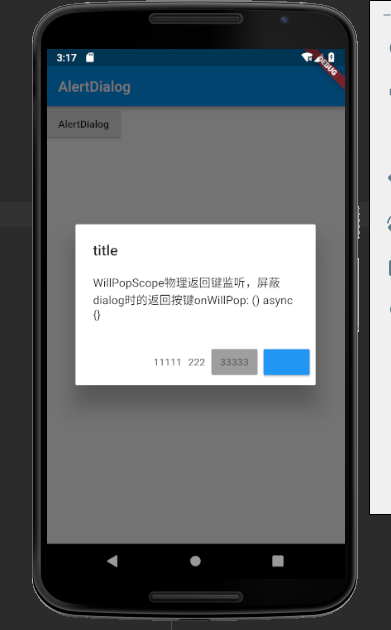 3:17
DEBUG
AlertDialog
AlertDialog
title
WillPopScope物理返回键监听，屏蔽
dialog时的返回按键onWillPop: () async
{}
11111 222 33333